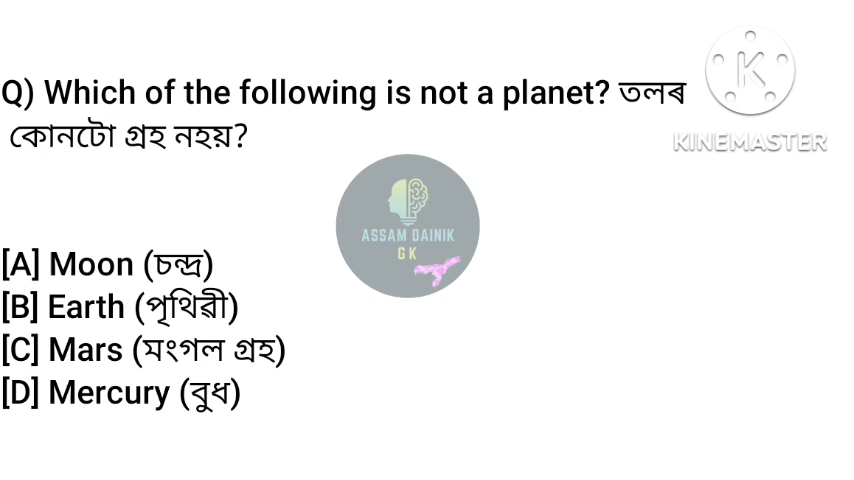 Q) Which of the following is not a planet? তলৰ
কোনটো গ্ৰহ নহয়?
KINEMASTER
ASSAM DAINIK
GK
[A] Moon (চন্দ্ৰ)
[B] Earth (পৃথিৱী)
[C] Mars (মংগল গ্ৰহ)
[D] Mercury (বুধ)